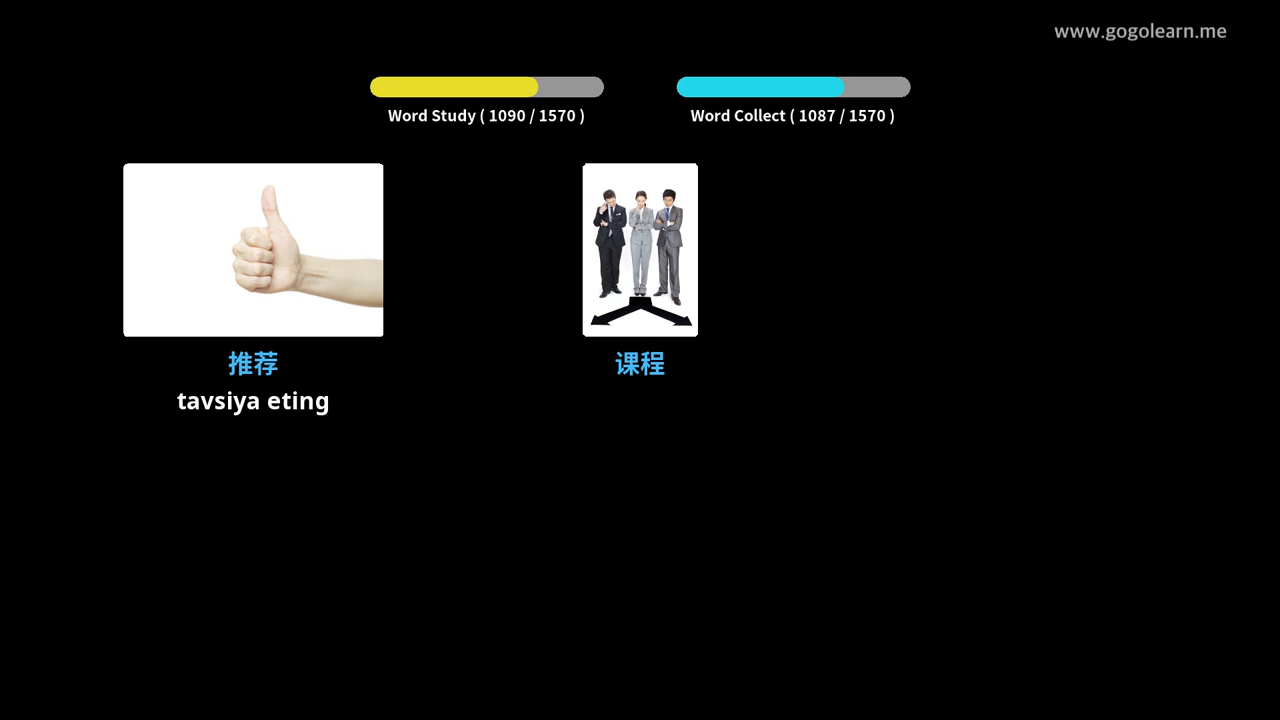 www.gogolearn.me
Word Study ( 1090 / 1570 )
Word Collect ( 1087 / 1570 )
推荐
tavsiya eting
课程